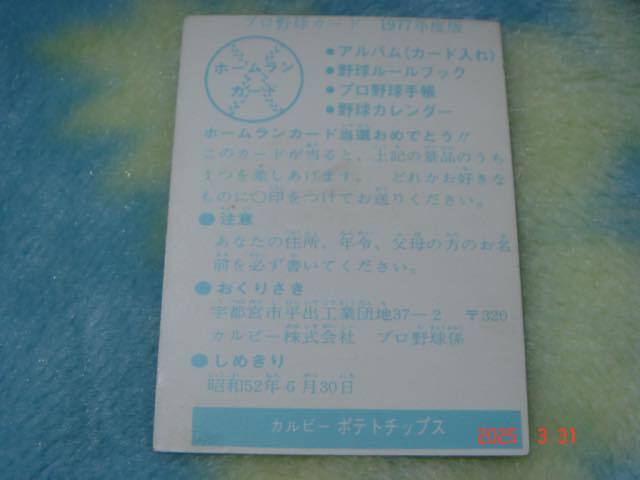 プロ野球カード 1977年度版
ホームラン
カード
●アルバム(カード入れ)
●野球ルールブック
●プロ野球手帳
●野球カレンダー
ホームランカード当選おめでとう!!
このカードが当ると、上記の景品のうち
1つを差しあげます。 どれかお好きな
ものに〇印をつけてお送りください。
●注意
あなたの住所、年令、父母の方のお名
前を必ず書いてください。
●おくりさき
宇都宮市平出工業団地37−2 〒320
カルビー株式会社 プロ野球係
●しめきり
昭和52年6月30日
カルビー ポテトチップス
2025 3 31